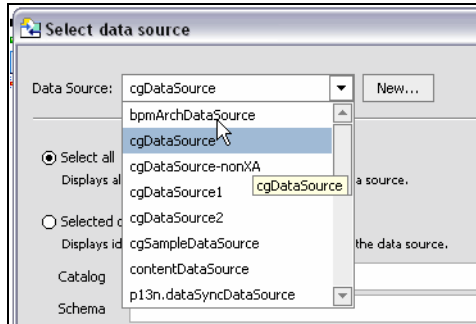 Select data source
Data Source: cgDataSource New...
bpmArchDataSource
cgDataSource
Select all
cgDataSource-nonXA
Displays al
cgDataSource
a source.
cgDataSource1
Selected c
cgDataSource2
Displays id
cgSampleDataSource
the data source.
Catalog
contentDataSource
p13n.dataSyncDataSource
Schema